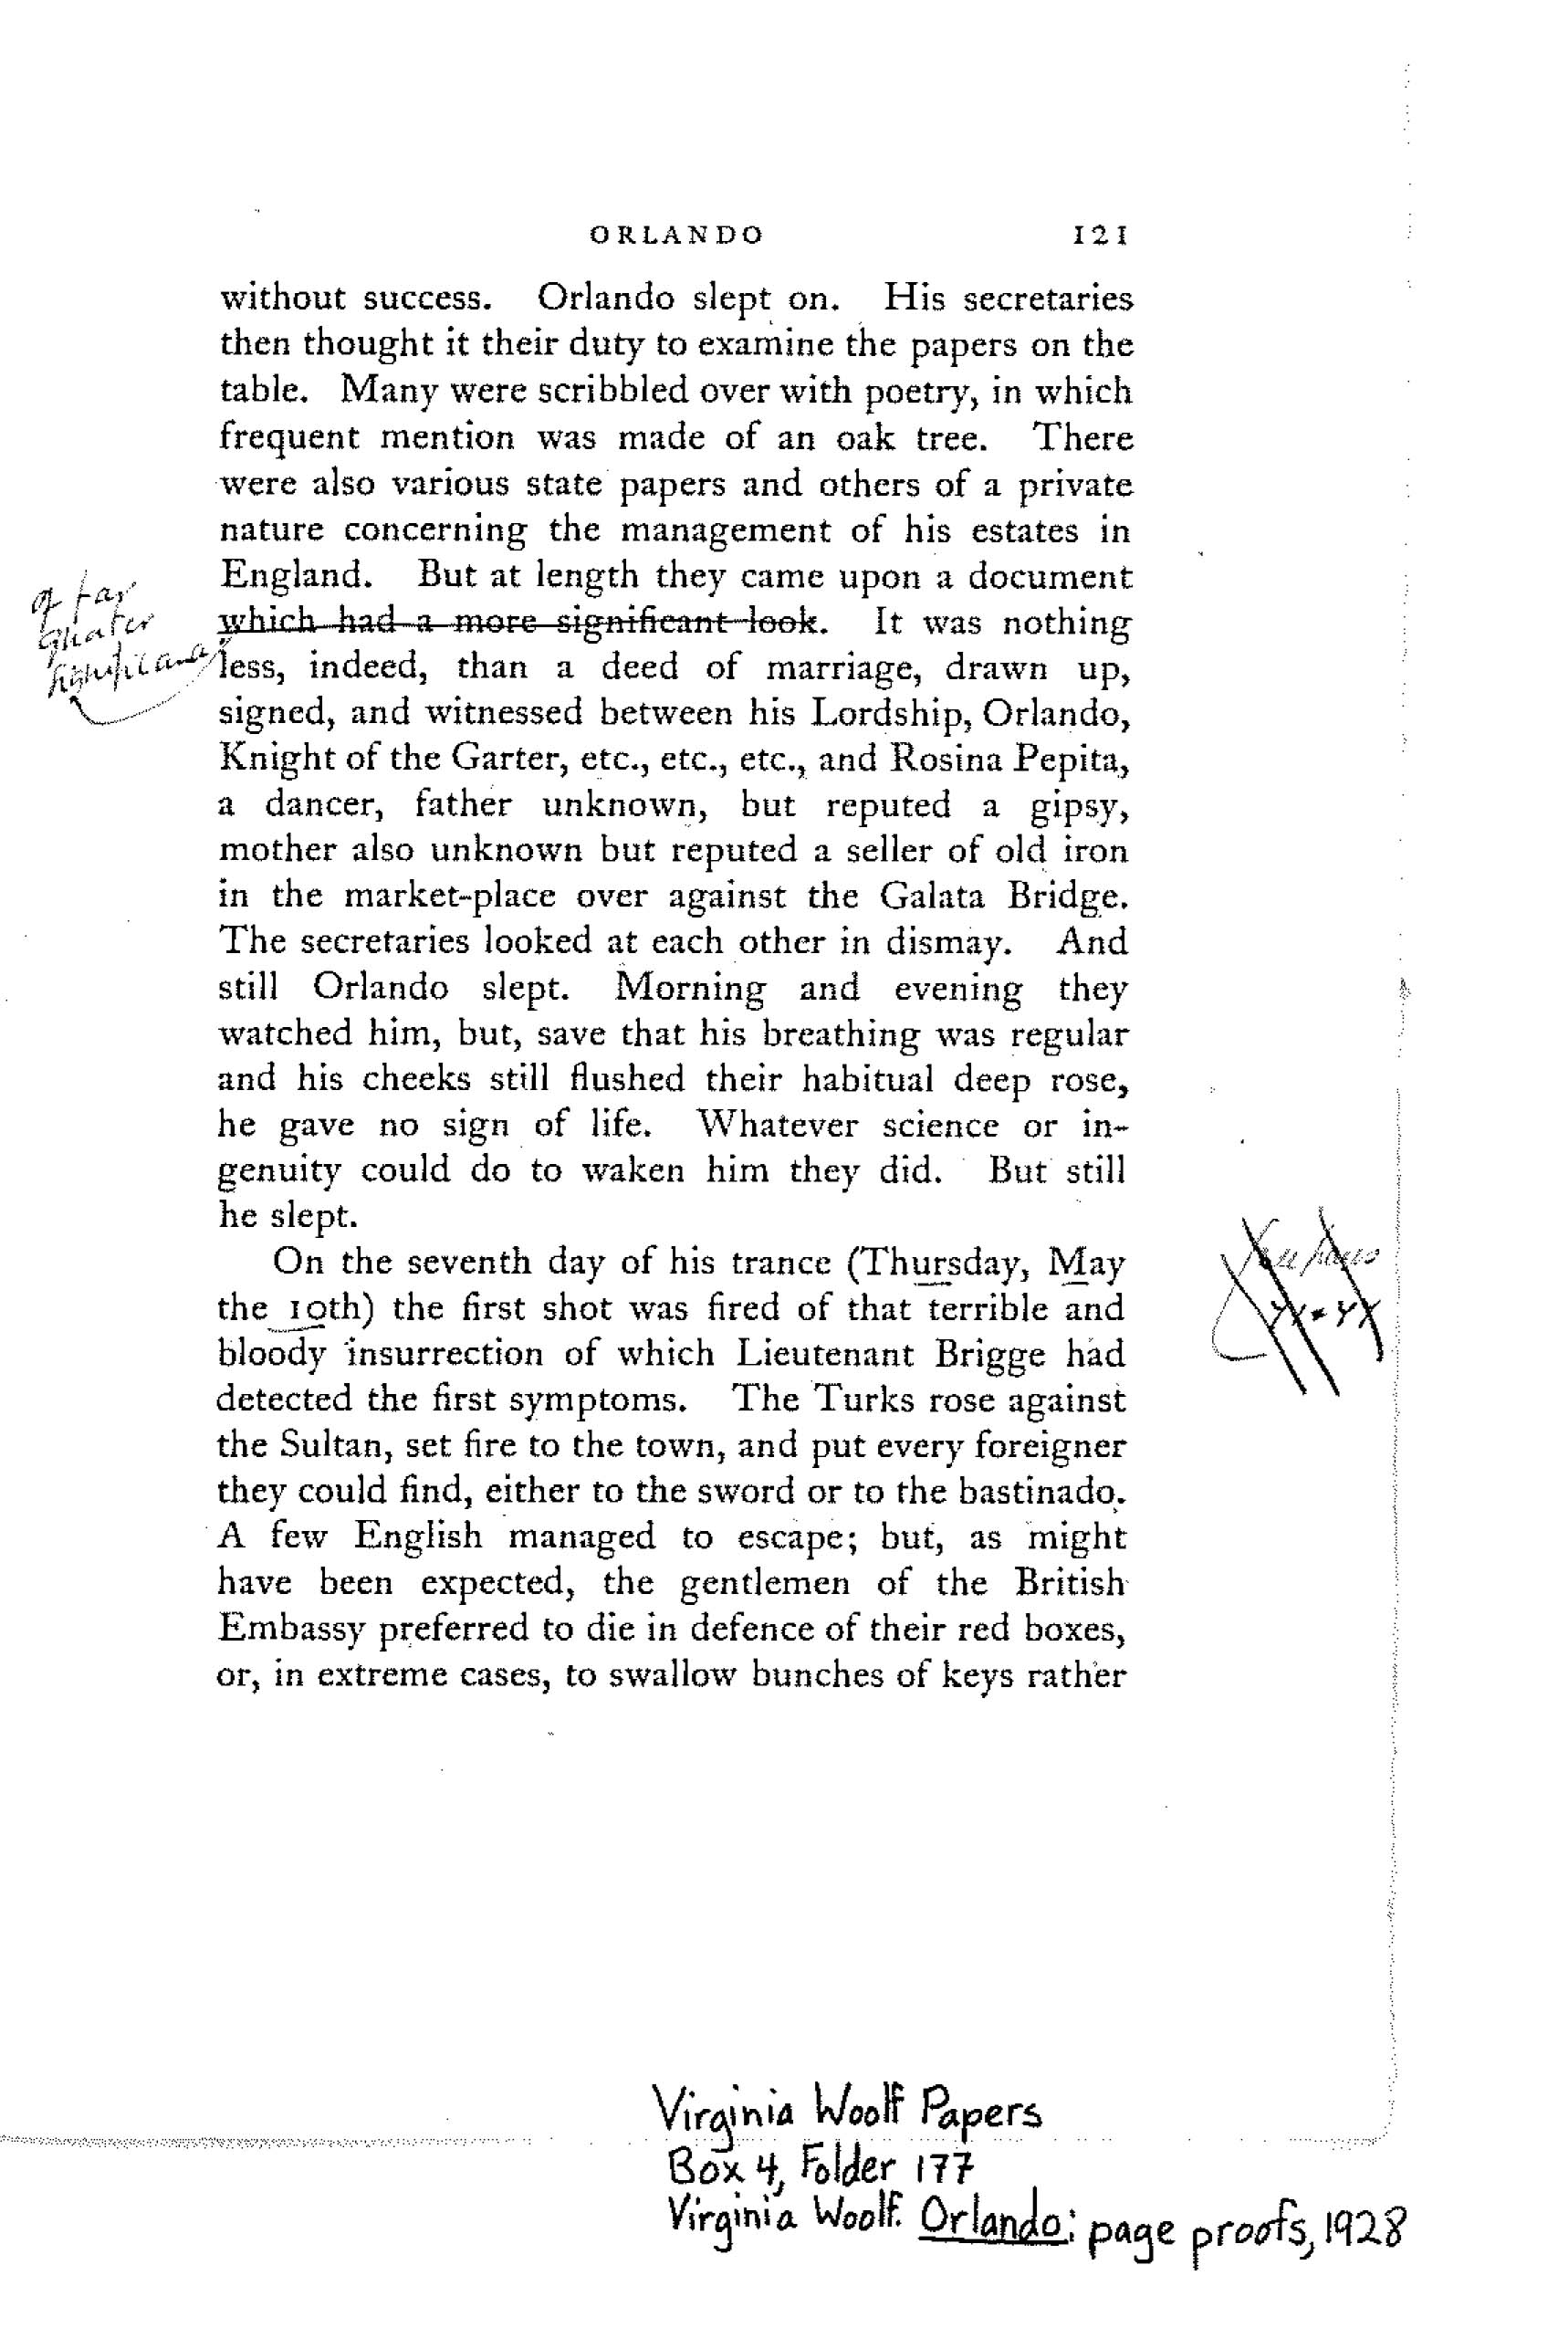 ORLANDO 121
without success. Orlando slept on. His secretaries
then thought it their duty to examine the papers on the
table. Many were scribbled over with poetry, in which
frequent mention was made of an oak tree. There
were also various state papers and others of a private
nature concerning the management of his estates in
England. But at length they came upon a document
of far
greater
significance
which had a more significant look. It was nothing
less, indeed, than a deed of marriage, drawn up,
signed, and witnessed between his Lordship, Orlando,
Knight of the Garter, etc., etc., etc., and Rosina Pepita,
a dancer, father unknown, but reputed a gipsy,
mother also unknown but reputed a seller of old iron
in the market-place over against the Galata Bridge.
The secretaries looked at each other in dismay. And
still Orlando slept. Morning and evening they
watched him, but, save that his breathing was regular
and his cheeks still flushed their habitual deep rose,
he gave no sign of life. Whatever science or in-
genuity could do to waken him they did. But still
he slept.
On the seventh day of his trance (Thursday, May
the 10th) the first shot was fired of that terrible and
bloody insurrection of which Lieutenant Brigge had
detected the first symptoms. The Turks rose against
the Sultan, set fire to the town, and put every foreigner
they could find, either to the sword or to the bastinado.
A few English managed to escape; but, as might
have been expected, the gentlemen of the British
Embassy preferred to die in defence of their red boxes,
or, in extreme cases, to swallow bunches of keys rather
Virginia Woolf Papers
Box 4, Folder 177
Virginia Woolf. Orlando: page proofs, 1928